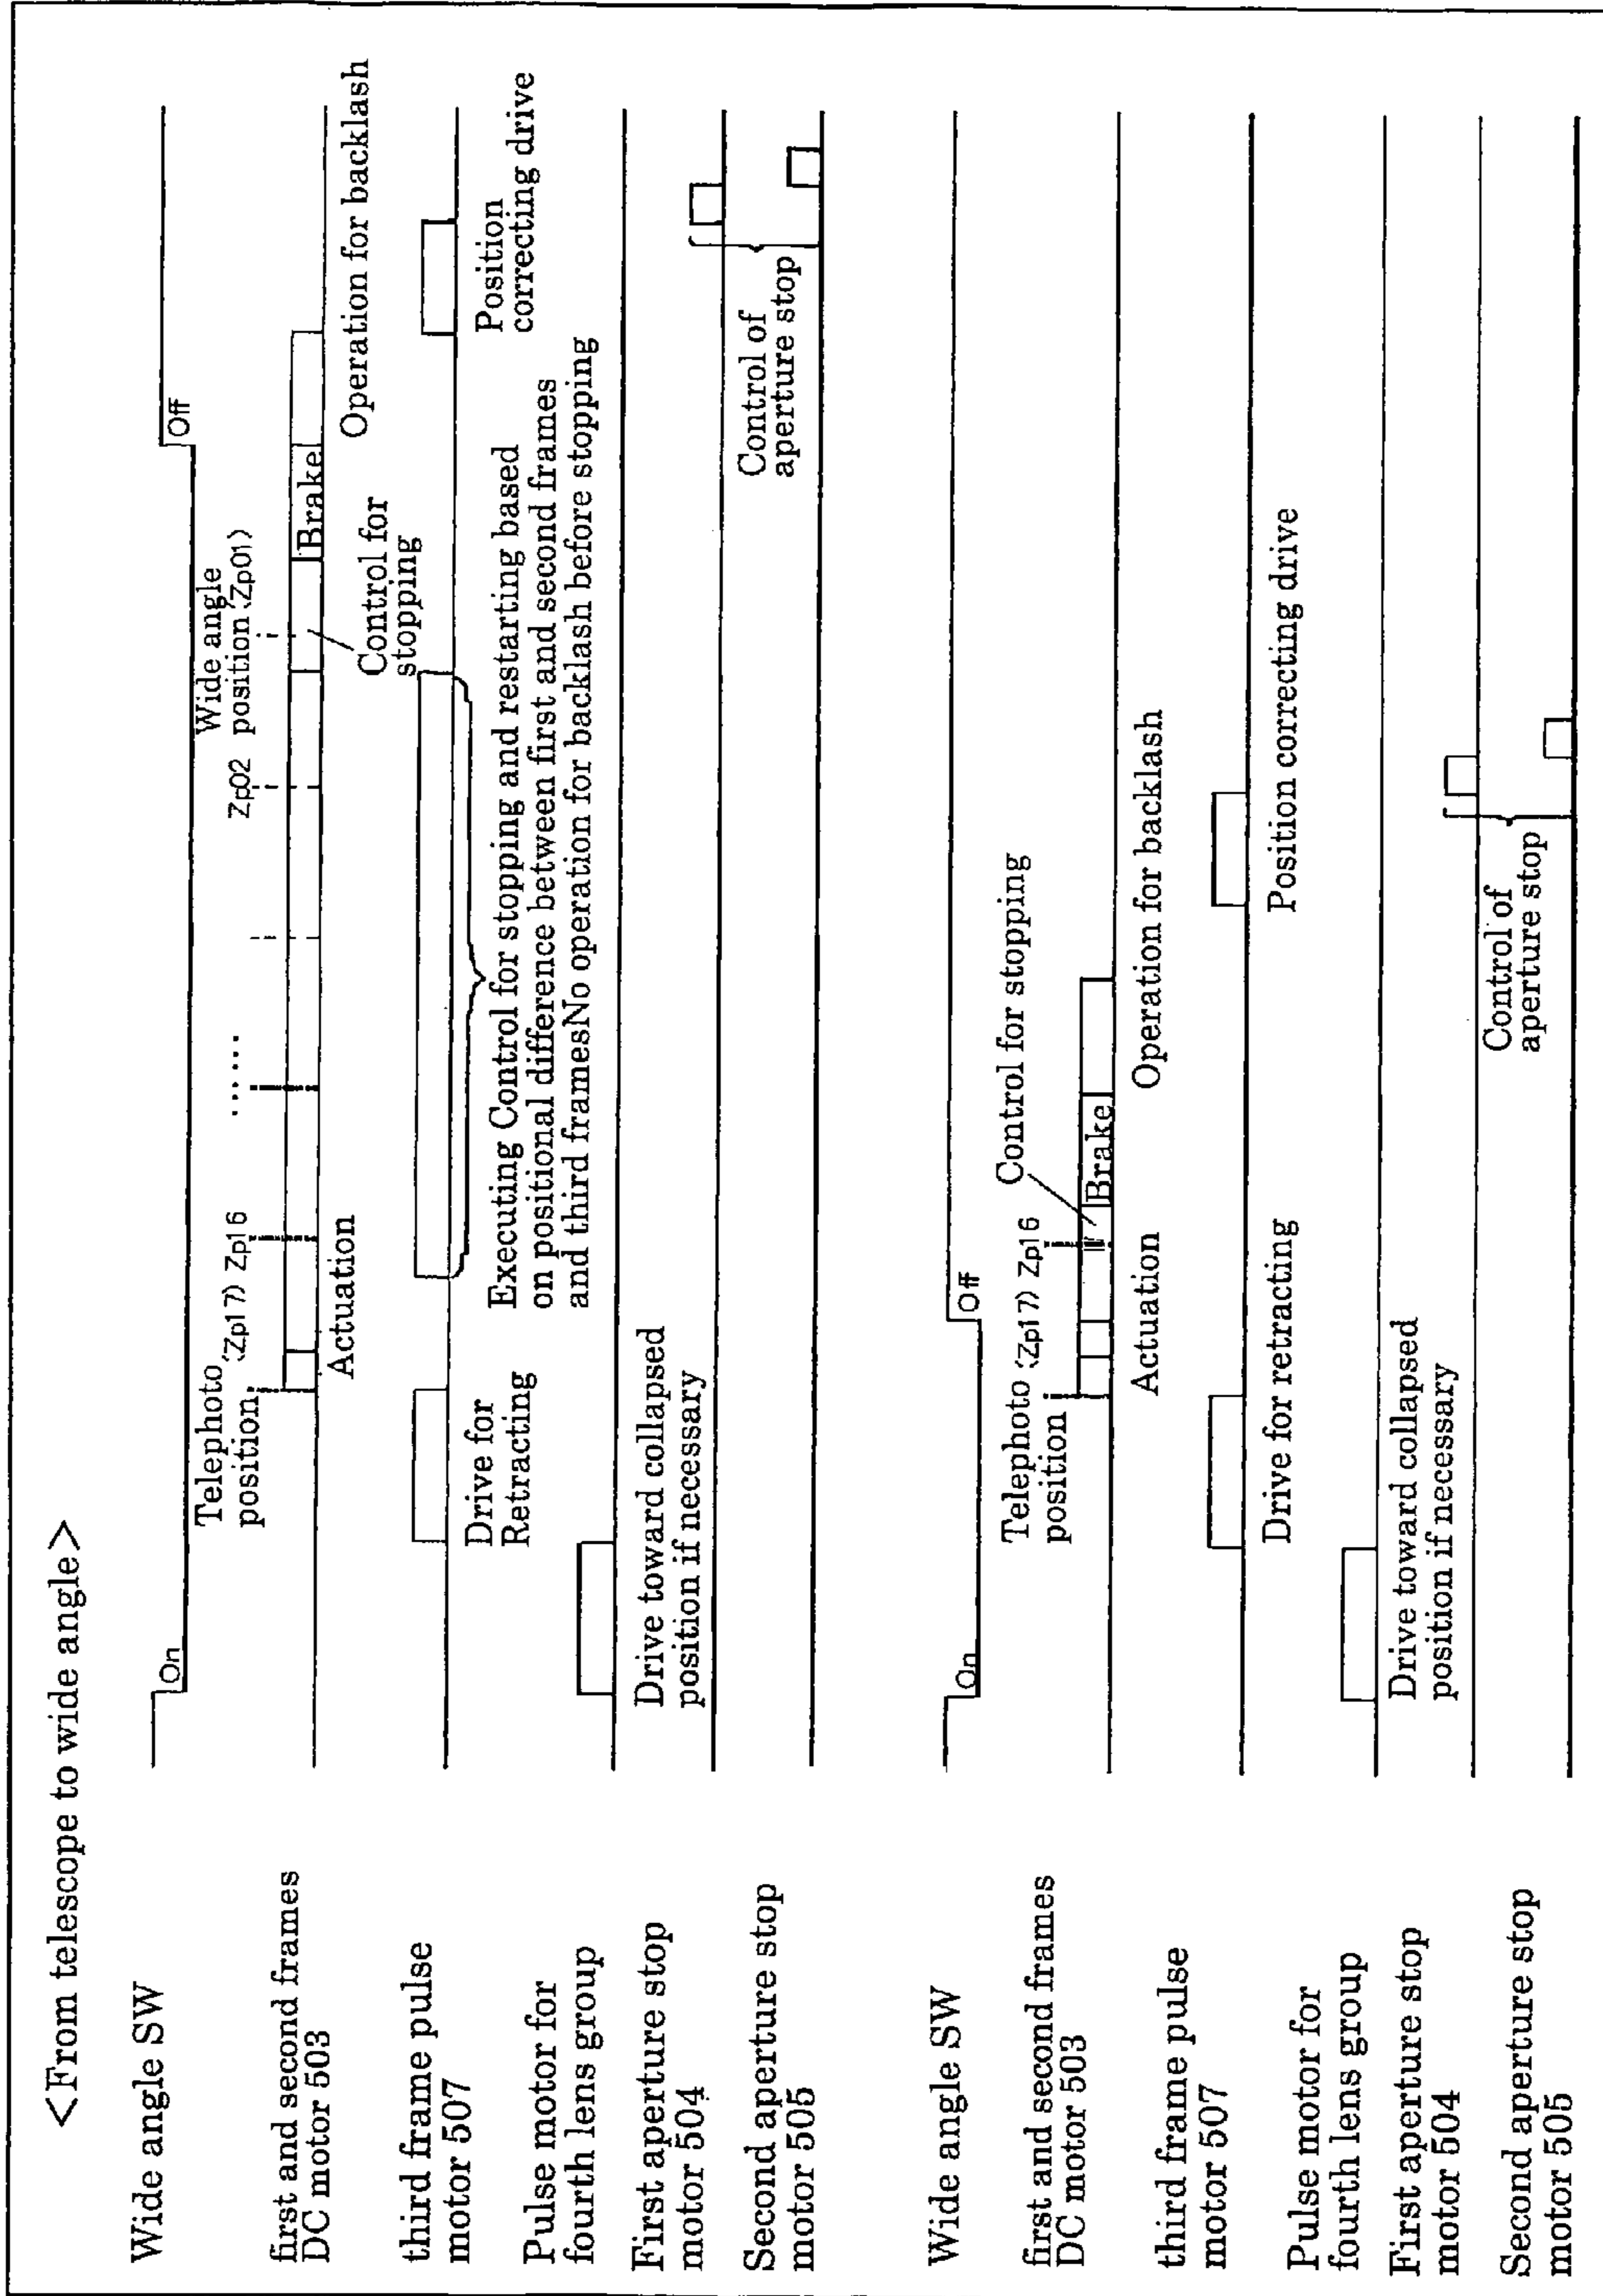 <From telescope to wide angle>
Wide angle SW
On
Off
first and second frames
DC motor 503
Telephoto
position
(Zp17) Zp16
.....
Zp02
Wide angle
position (Zp01)
Actuation
Control for
stopping
Brake
Operation for backlash
third frame pulse
motor 507
Drive for
Retracting
Executing Control for stopping and restarting based
on positional difference between first and second frames
and third framesNo operation for backlash before stopping
Position
correcting drive
Pulse motor for
fourth lens group
Drive toward collapsed
position if necessary
First aperture stop
motor 504
Control of
aperture stop
Second aperture stop
motor 505
Wide angle SW
On
Off
first and second frames
DC motor 503
Telephoto
position
(Zp17) Zp16
Control for stopping
Actuation
Brake
Operation for backlash
third frame pulse
motor 507
Drive for retracting
Position correcting drive
Pulse motor for
fourth lens group
Drive toward collapsed
position if necessary
First aperture stop
motor 504
Control of
aperture stop
Second aperture stop
motor 505